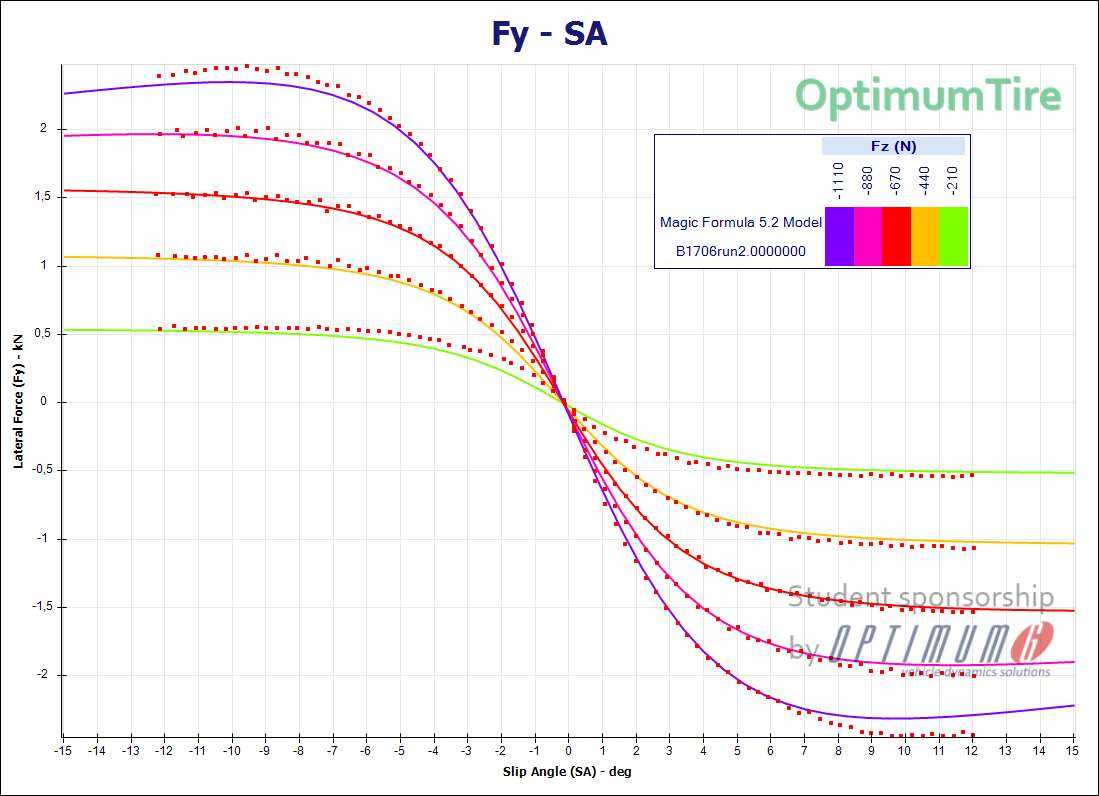 Fy - SA
OptimumTire
Fz (N)
-1110
-880
-670
-440
-210
Magic Formula 5.2 Model
B1706run2.0000000
Lateral Force (Fy) - kN
2
1,5
1
0,5
0
-0,5
-1
-1,5
-2
Student sponsorship
by OPTIMUM G
vehicle dynamics solutions
-15 -14 -13 -12 -11 -10 -9 -8 -7 -6 -5 -4 -3 -2 -1 0 1 2 3 4 5 6 7 8 9 10 11 12 13 14 15
Slip Angle (SA) - deg